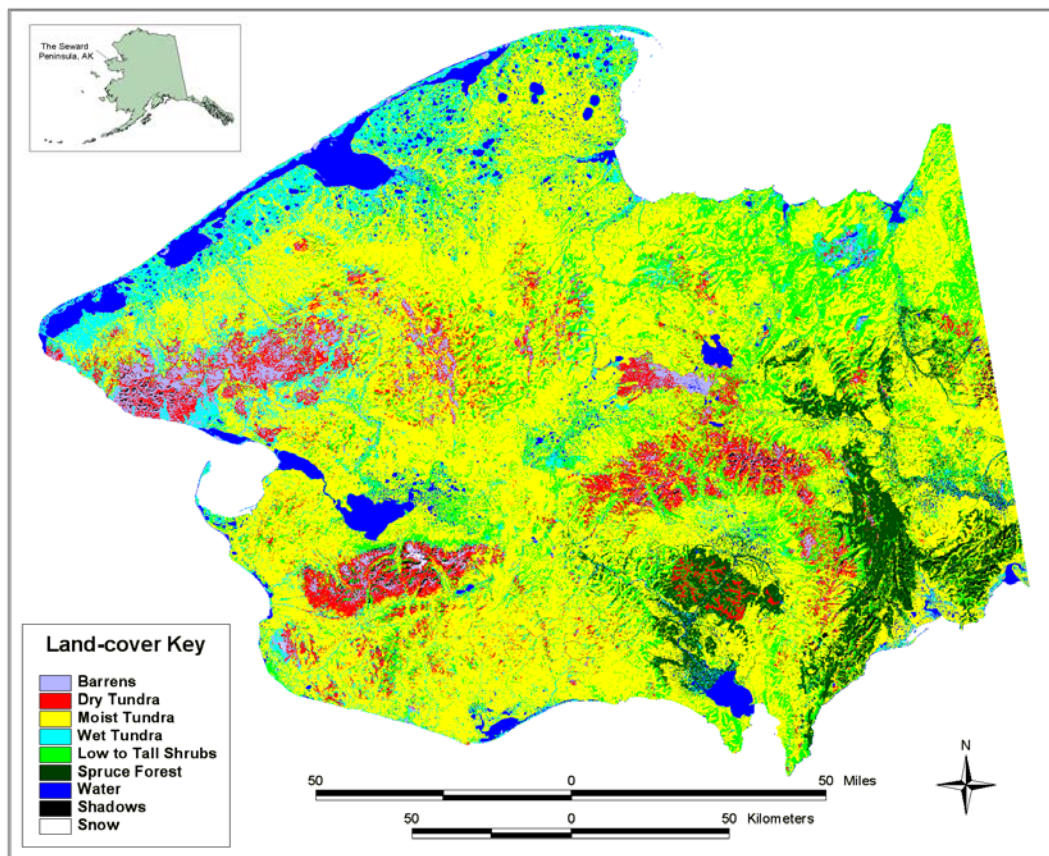 The Seward
Peninsula, AK
Land-cover Key
Barrens
Dry Tundra
Moist Tundra
Wet Tundra
Low to Tall Shrubs
Spruce Forest
Water
Shadows
Snow
50 0 50 Miles
50 0 50 Kilometers
N